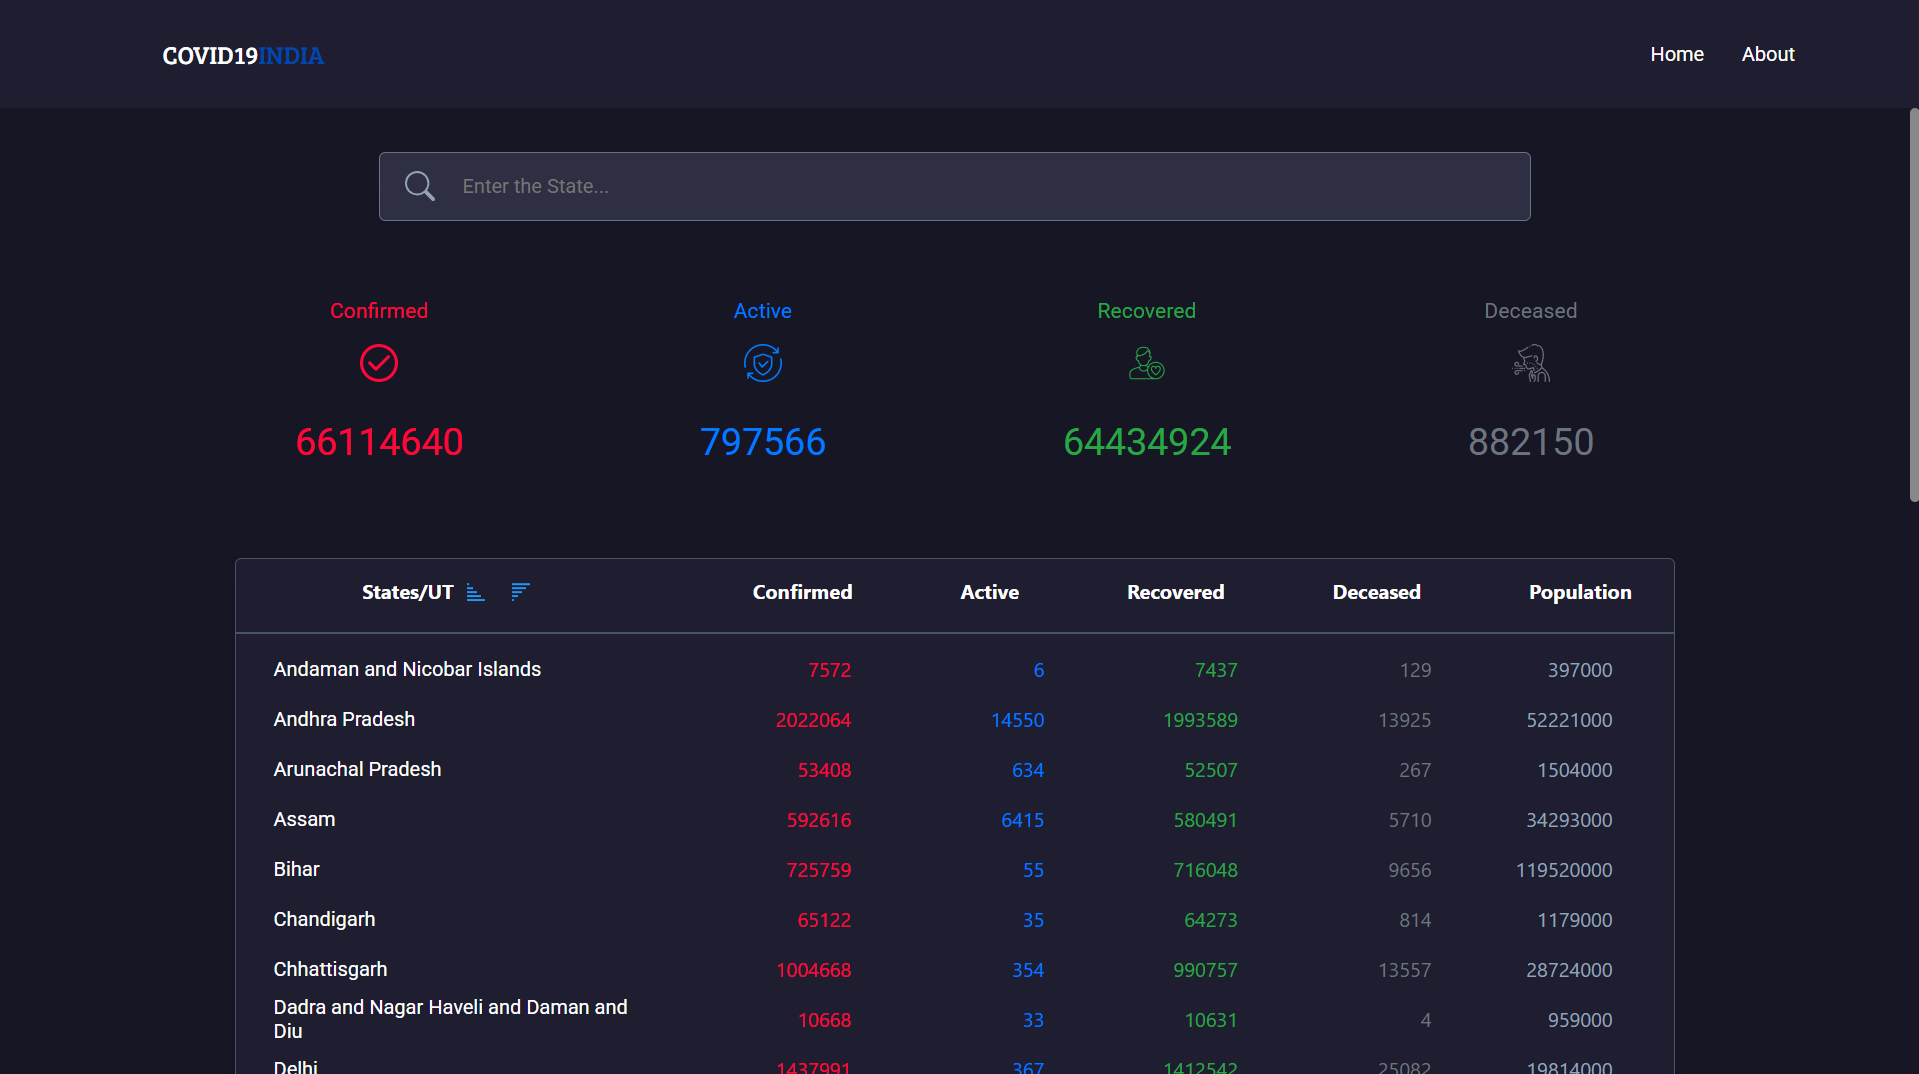 COVID19INDIA
Home About
Enter the State...
Confirmed Active Recovered Deceased
66114640 797566 64434924 882150
States/UT Confirmed Active Recovered Deceased Population
Andaman and Nicobar Islands 7572 6 7437 129 397000
Andhra Pradesh 2022064 14550 1993589 13925 52221000
Arunachal Pradesh 53408 634 52507 267 1504000
Assam 592616 6415 580491 5710 34293000
Bihar 725759 55 716048 9656 119520000
Chandigarh 65122 35 64273 814 1179000
Chhattisgarh 1004668 354 990757 13557 28724000
Dadra and Nagar Haveli and Daman and
Diu 10668 33 10631 4 959000
Delhi 1437991 367 1412542 25082 19814000